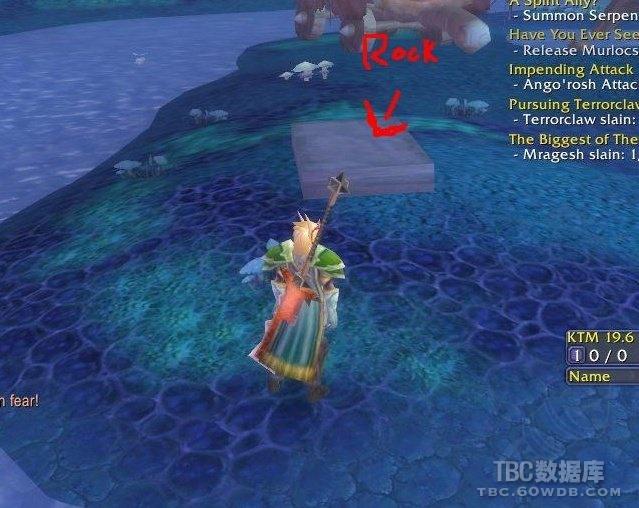 A Spirit Ally?
- Summon Serpen
Have You Ever See
- Release Murlocs
Rock
Impending Attack
- Ango'rosh Attac
Pursuing Terrorclaw
- Terrorclaw slain:
The Biggest of The
- Mragesh slain: 1/
KTM 19.6
1 0 / 0
Name
n fear!
TBC数据库
TBC.60WDB.COM